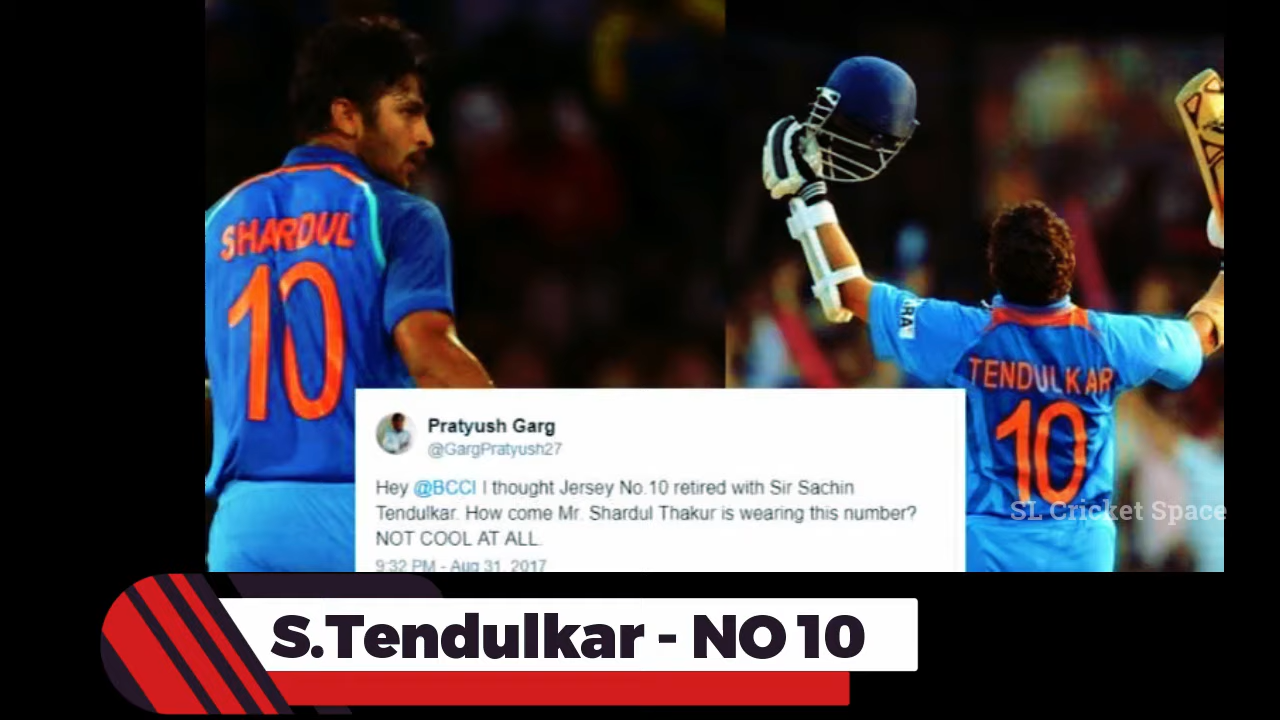 SHARDUL
10
TENDULKAR
10
Pratyush Garg
@GargPratyush27
Hey @BCCI I thought Jersey No.10 retired with Sir Sachin
Tendulkar. How come Mr. Shardul Thakur is wearing this number?
NOT COOL AT ALL.
9:32 PM - Aug 31, 2017
SL Cricket Space
S.Tendulkar - NO 10